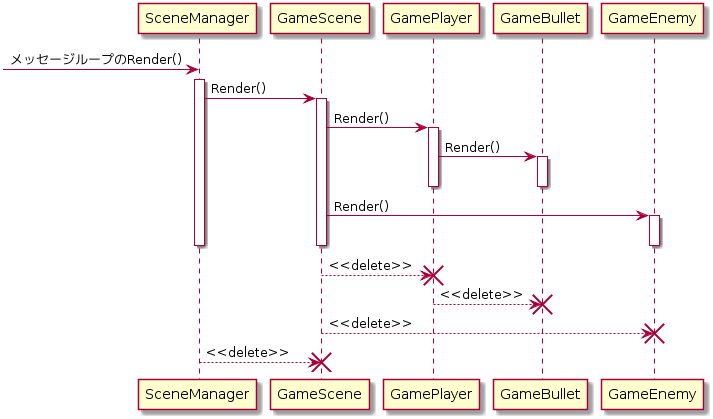 SceneManager GameScene GamePlayer GameBullet GameEnemy
メッセージループのRender()
Render()
Render()
Render()
Render()
<<delete>>
<<delete>>
<<delete>>
<<delete>>
SceneManager GameScene GamePlayer GameBullet GameEnemy